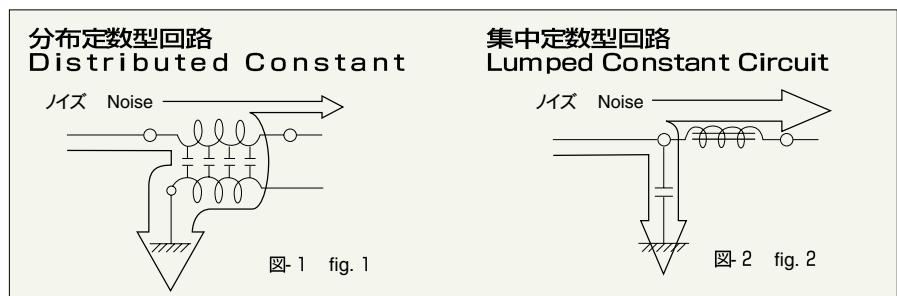 分布定数型回路
Distributed Constant
ノイズ Noise
図-1 fig. 1
集中定数型回路
Lumped Constant Circuit
ノイズ Noise
図-2 fig. 2